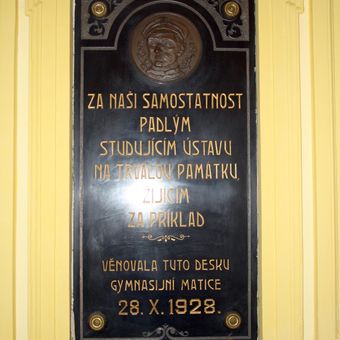 ZA NAŠI SAMOSTATNOST
PADLÝM
STUDUJÍCÍM ÚSTAVU
NA TRVALOU PAMÁTKU,
ŽIJÍCÍM
ZA PŘÍKLAD
VĚNOVALA TUTO DESKU
GYMNASIJNÍ MATICE
28. X. 1928.